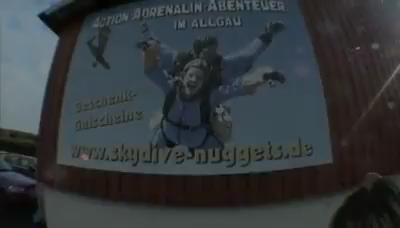 Action Adrenalin-Abenteuer
im Allgäu
Geschenk-
Gutscheine
www.skydive-nuggets.de